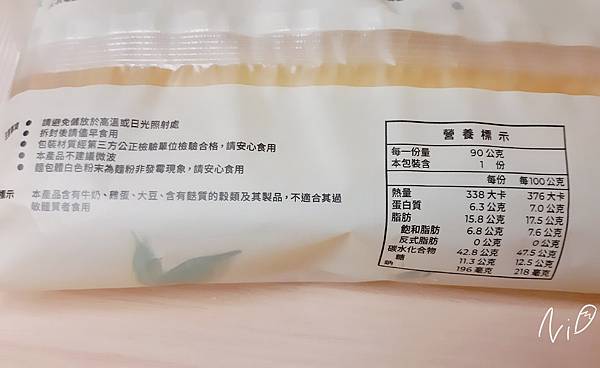 ● 請避免儲放於高溫或日光照射處
● 拆封後請儘早食用
● 包裝材質經第三方公正檢驗單位檢驗合格，請安心食用
● 本產品不建議微波
● 麵包體白色粉末為麵粉非發霉現象，請安心食用
本產品含有牛奶、雞蛋、大豆、含有麩質的穀類及其製品，不適合其過
敏體質者食用
營養標示
每一份量 90 公克
本包裝含 1 份
每份 每100公克
熱量 338 大卡 376 大卡
蛋白質 6.3 公克 7.0 公克
脂肪 15.8 公克 17.5 公克
飽和脂肪 6.8 公克 7.6 公克
反式脂肪 0 公克 0 公克
碳水化合物 42.8 公克 47.5 公克
糖 11.3 公克 12.5 公克
鈉 196 毫克 218 毫克